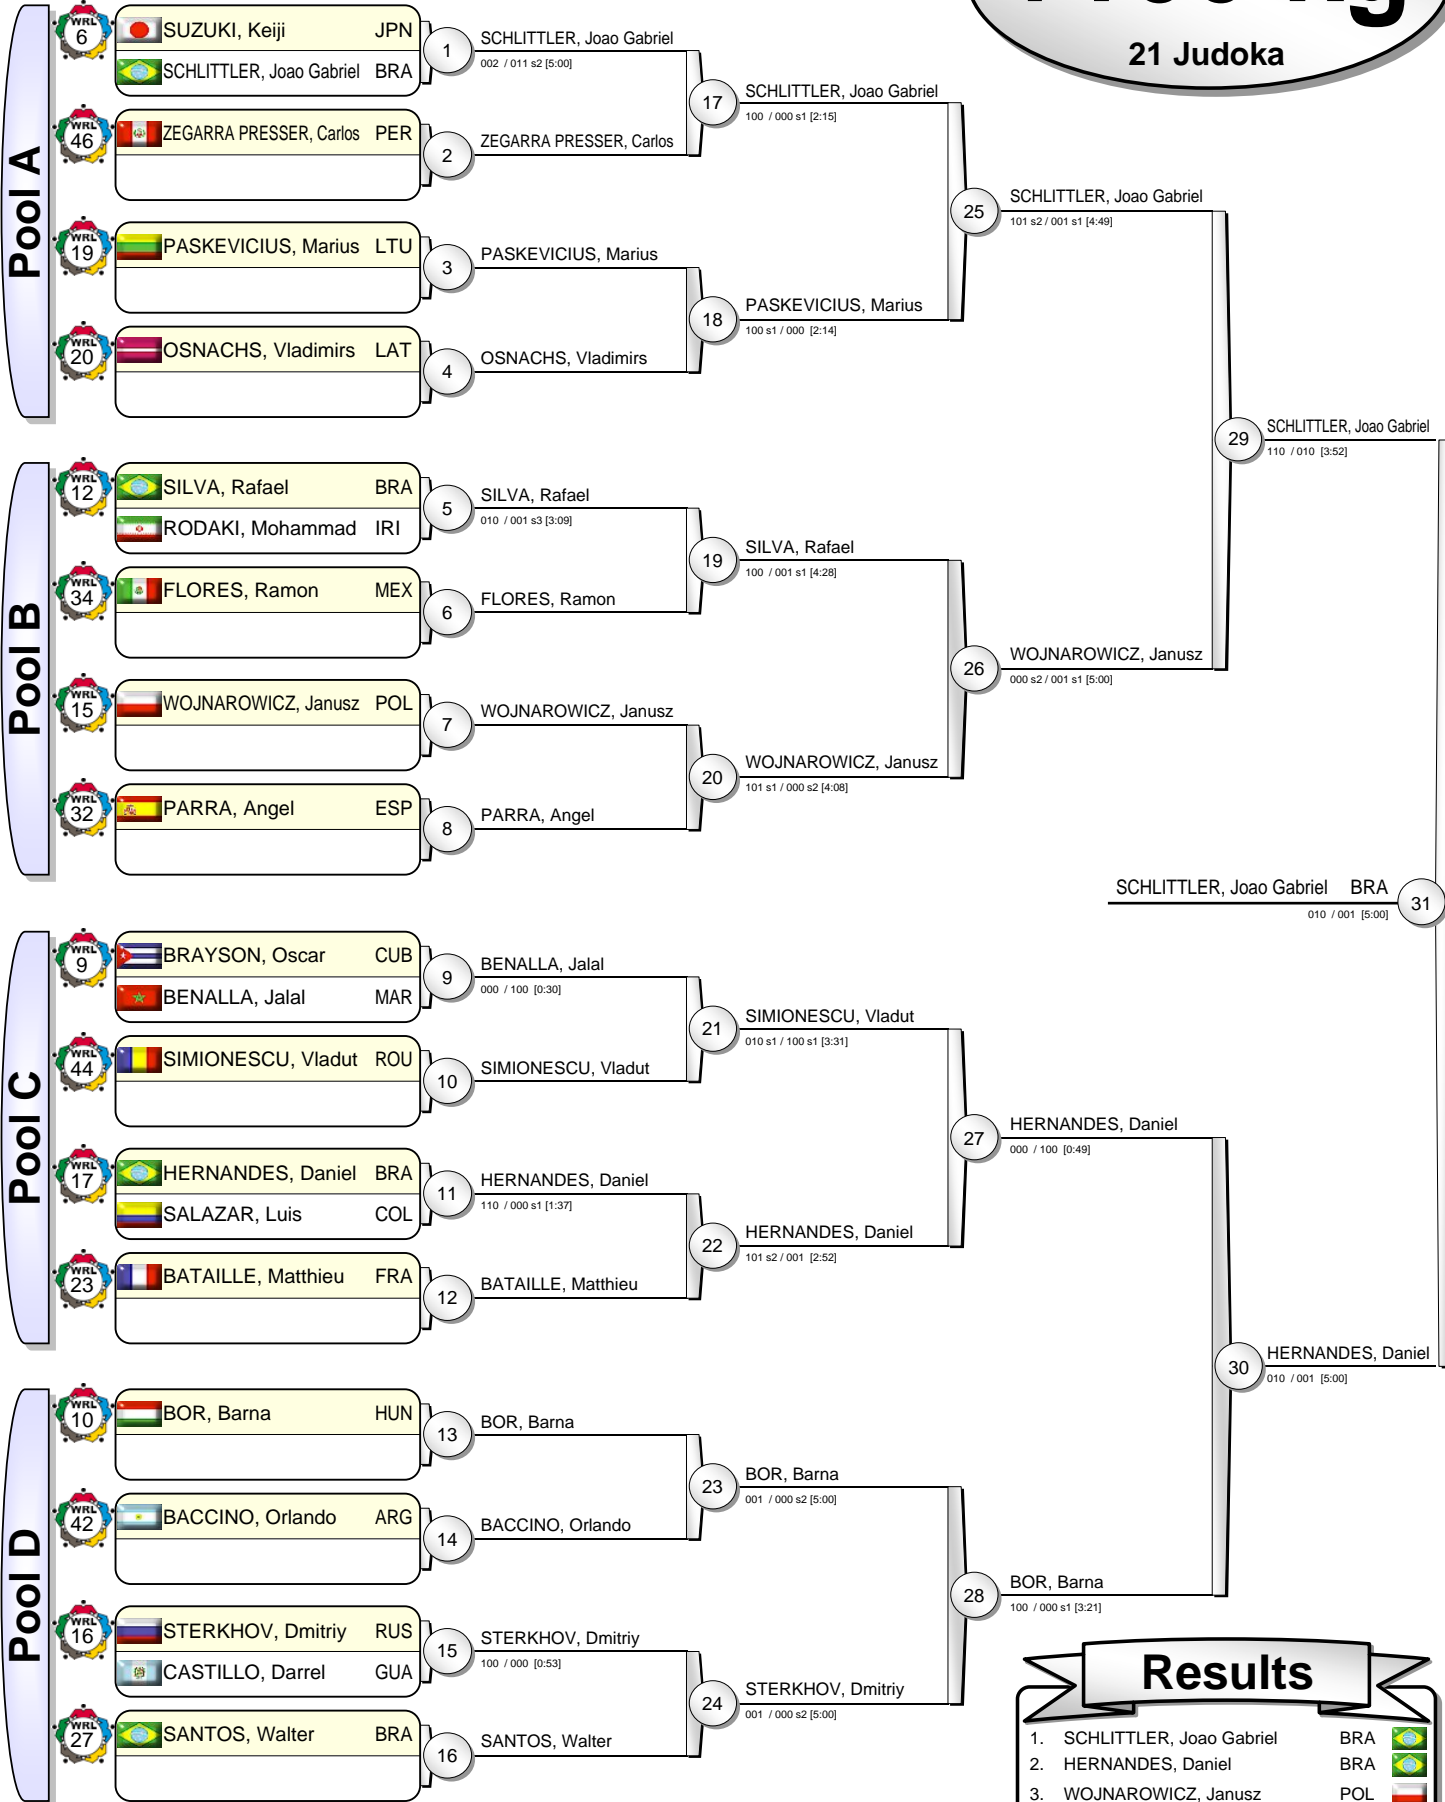 21 Judoka
Pool A
WRL 6
SUZUKI, Keiji JPN
SCHLITTLER, Joao Gabriel BRA
1
SCHLITTLER, Joao Gabriel
002 / 011 s2 [5:00]
WRL 46
ZEGARRA PRESSER, Carlos PER
2
ZEGARRA PRESSER, Carlos
17
SCHLITTLER, Joao Gabriel
100 / 000 s1 [2:15]
WRL 19
PASKEVICIUS, Marius LTU
3
PASKEVICIUS, Marius
WRL 20
OSNACHS, Vladimirs LAT
4
OSNACHS, Vladimirs
18
PASKEVICIUS, Marius
100 s1 / 000 [2:14]
25
SCHLITTLER, Joao Gabriel
101 s2 / 001 s1 [4:49]
Pool B
WRL 12
SILVA, Rafael BRA
RODAKI, Mohammad IRI
5
SILVA, Rafael
010 / 001 s3 [3:09]
WRL 34
FLORES, Ramon MEX
6
FLORES, Ramon
19
SILVA, Rafael
100 / 001 s1 [4:28]
WRL 15
WOJNAROWICZ, Janusz POL
7
WOJNAROWICZ, Janusz
WRL 32
PARRA, Angel ESP
8
PARRA, Angel
20
WOJNAROWICZ, Janusz
101 s1 / 000 s2 [4:08]
26
WOJNAROWICZ, Janusz
000 s2 / 001 s1 [5:00]
29
SCHLITTLER, Joao Gabriel
110 / 010 [3:52]
SCHLITTLER, Joao Gabriel BRA
31
010 / 001 [5:00]
Pool C
WRL 9
BRAYSON, Oscar CUB
BENALLA, Jalal MAR
9
BENALLA, Jalal
000 / 100 [0:30]
WRL 44
SIMIONESCU, Vladut ROU
10
SIMIONESCU, Vladut
21
SIMIONESCU, Vladut
010 s1 / 100 s1 [3:31]
WRL 17
HERNANDES, Daniel BRA
SALAZAR, Luis COL
11
HERNANDES, Daniel
110 / 000 s1 [1:37]
WRL 23
BATAILLE, Matthieu FRA
12
BATAILLE, Matthieu
22
HERNANDES, Daniel
101 s2 / 001 [2:52]
27
HERNANDES, Daniel
000 / 100 [0:49]
Pool D
WRL 10
BOR, Barna HUN
13
BOR, Barna
WRL 42
BACCINO, Orlando ARG
14
BACCINO, Orlando
23
BOR, Barna
001 / 000 s2 [5:00]
WRL 16
STERKHOV, Dmitriy RUS
CASTILLO, Darrel GUA
15
STERKHOV, Dmitriy
100 / 000 [0:53]
WRL 27
SANTOS, Walter BRA
16
SANTOS, Walter
24
STERKHOV, Dmitriy
001 / 000 s2 [5:00]
28
BOR, Barna
100 / 000 s1 [3:21]
30
HERNANDES, Daniel
010 / 001 [5:00]
Results
1. SCHLITTLER, Joao Gabriel BRA
2. HERNANDES, Daniel BRA
3. WOJNAROWICZ, Janusz POL